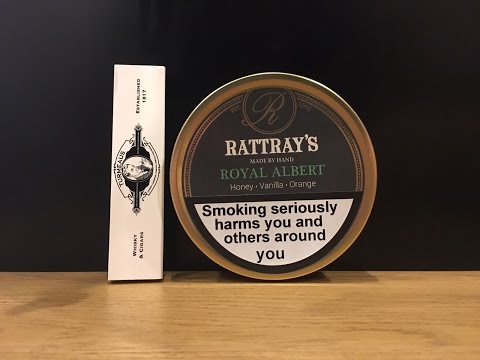 ESTABLISHED
1817
TURMEAUS
WHISKY
& CIGARS
R
RATTRAY'S
MADE BY HAND
ROYAL ALBERT
Honey · Vanilla · Orange
Smoking seriously
harms you and
others around
you